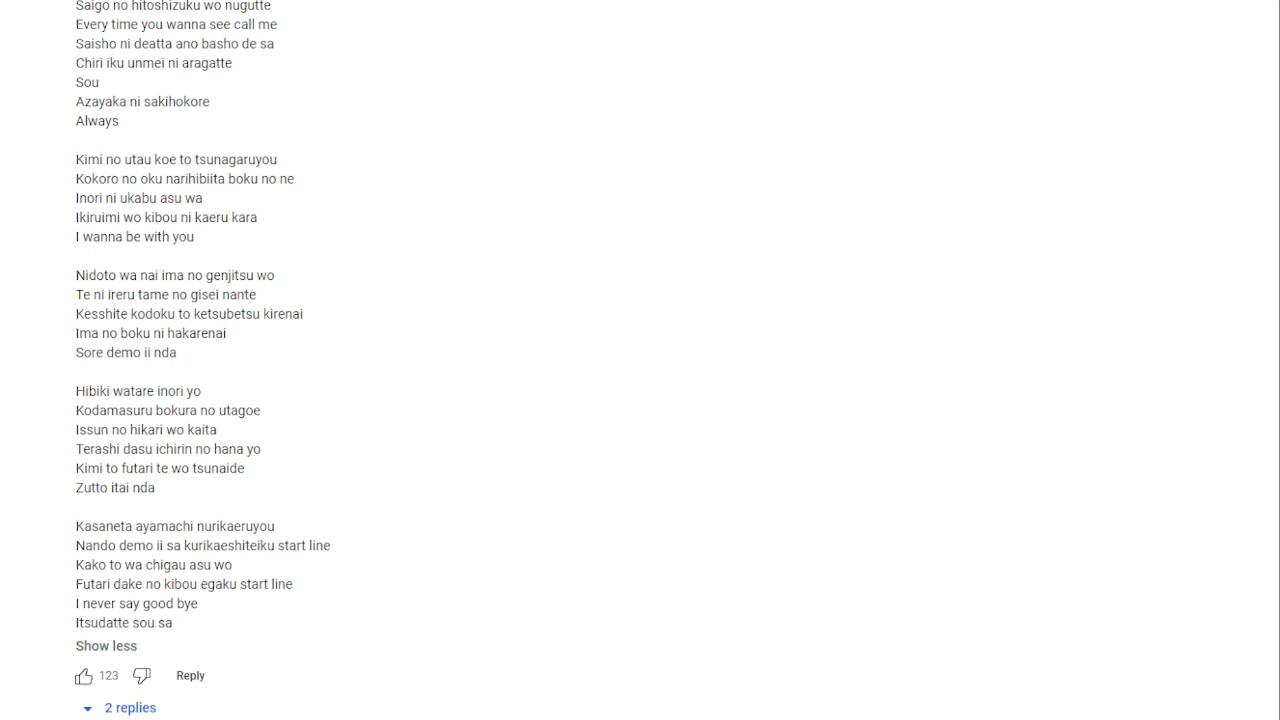 Saigo no hitoshizuku wo nugutte
Every time you wanna see call me
Saisho ni deatta ano basho de sa
Chiri iku unmei ni aragatte
Sou
Azayaka ni sakihokore
Always
Kimi no utau koe to tsunagaruyou
Kokoro no oku narihibiita boku no ne
Inori ni ukabu asu wa
Ikiruimi wo kibou ni kaeru kara
I wanna be with you
Nidoto wa nai ima no genjitsu wo
Te ni ireru tame no gisei nante
Kesshite kodoku to ketsubetsu kirenai
Ima no boku ni hakarenai
Sore demo ii nda
Hibiki watare inori yo
Kodamasuru bokura no utagoe
Issun no hikari wo kaita
Terashi dasu ichirin no hana yo
Kimi to futari te wo tsunaide
Zutto itai nda
Kasaneta ayamachi nurikaeruyou
Nando demo ii sa kurikaeshiteiku start line
Kako to wa chigau asu wo
Futari dake no kibou egaku start line
I never say good bye
Itsudatte sou sa
Show less
123 Reply
2 replies